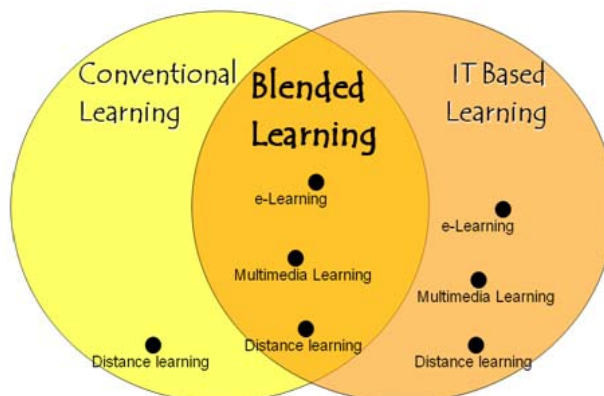 Conventional
Learning
Blended
Learning
IT Based
Learning
e-Learning
Multimedia Learning
Distance learning
e-Learning
Multimedia Learning
Distance learning
Distance learning